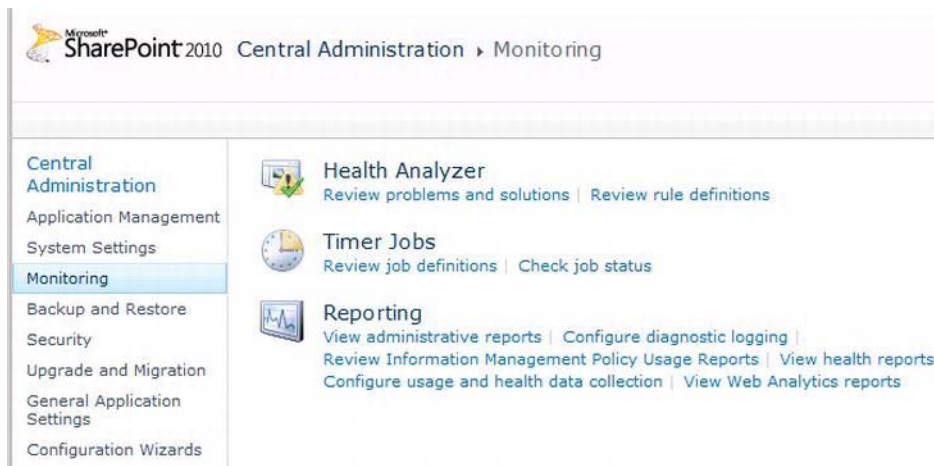 Microsoft
SharePoint 2010 Central Administration ▸ Monitoring
Central
Administration
Application Management
System Settings
Monitoring
Backup and Restore
Security
Upgrade and Migration
General Application
Settings
Configuration Wizards
Health Analyzer
Review problems and solutions | Review rule definitions
Timer Jobs
Review job definitions | Check job status
Reporting
View administrative reports | Configure diagnostic logging |
Review Information Management Policy Usage Reports | View health reports
Configure usage and health data collection | View Web Analytics reports